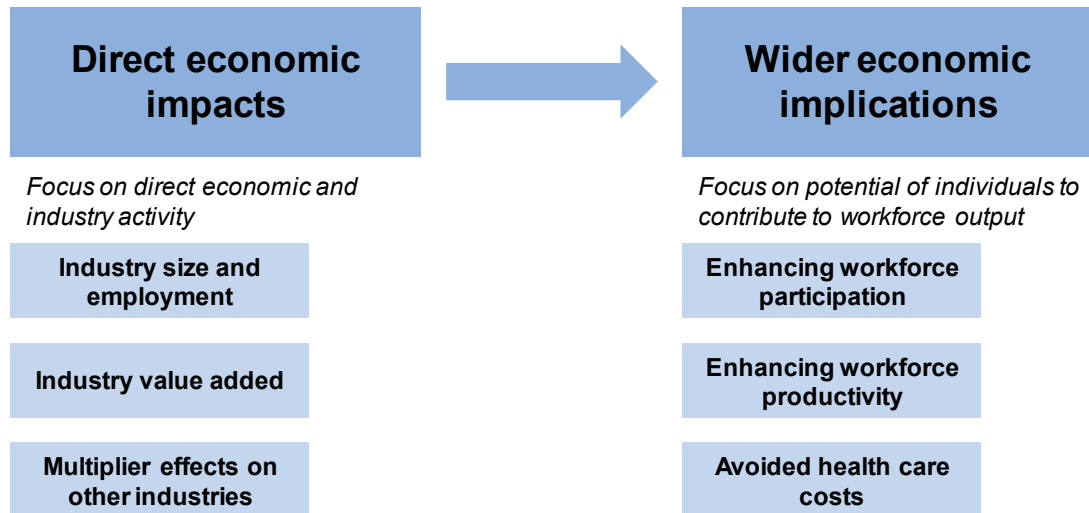 Direct economic
impacts
Focus on direct economic and
industry activity
Industry size and
employment
Industry value added
Multiplier effects on
other industries
Wider economic
implications
Focus on potential of individuals to
contribute to workforce output
Enhancing workforce
participation
Enhancing workforce
productivity
Avoided health care
costs